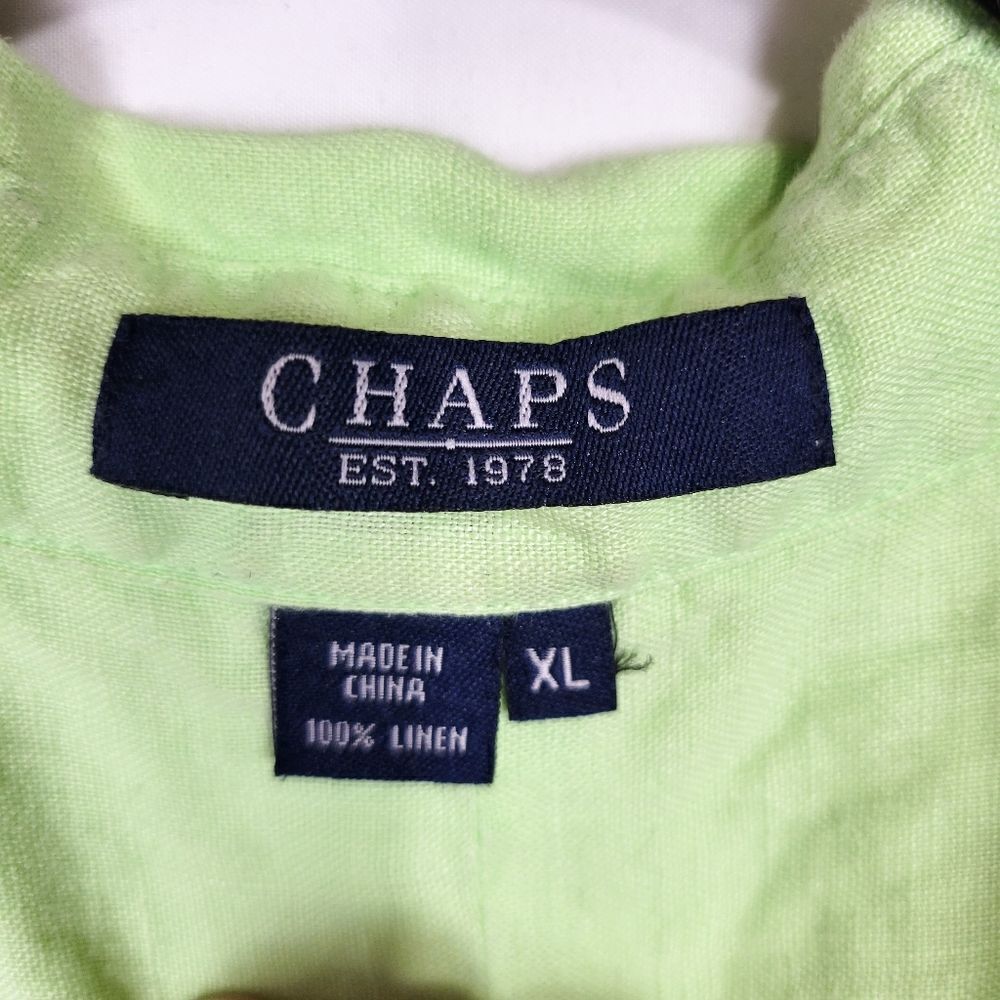 CHAPS
EST. 1978
MADE IN
CHINA
100% LINEN
XL